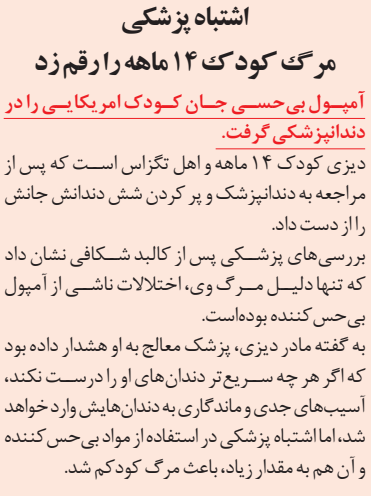 اشتباه پزشکی
مرگ کودک ۱۴ ماهه را رقم زد
آمپول بی‌حسی جان کودک امریکایی را در
دندانپزشکی گرفت.
دیزی کودک ۱۴ ماهه و اهل تگزاس است که پس از
مراجعه به دندانپزشک و پر کردن شش دندانش جانش
را از دست داد.
بررسی‌های پزشکی پس از کالبد شکافی نشان داد
که تنها دلیل مرگ وی، اختلالات ناشی از آمپول
بی‌حس‌کننده بوده‌است.
به گفته مادر دیزی، پزشک معالج به او هشدار داده بود
که اگر هر چه سریع‌تر دندان‌های او را درست نکند،
آسیب‌های جدی و ماندگاری به دندان‌هایش وارد خواهد
شد، اما اشتباه پزشکی در استفاده از مواد بی‌حس‌کننده
و آن هم به مقدار زیاد، باعث مرگ کودکم شد.